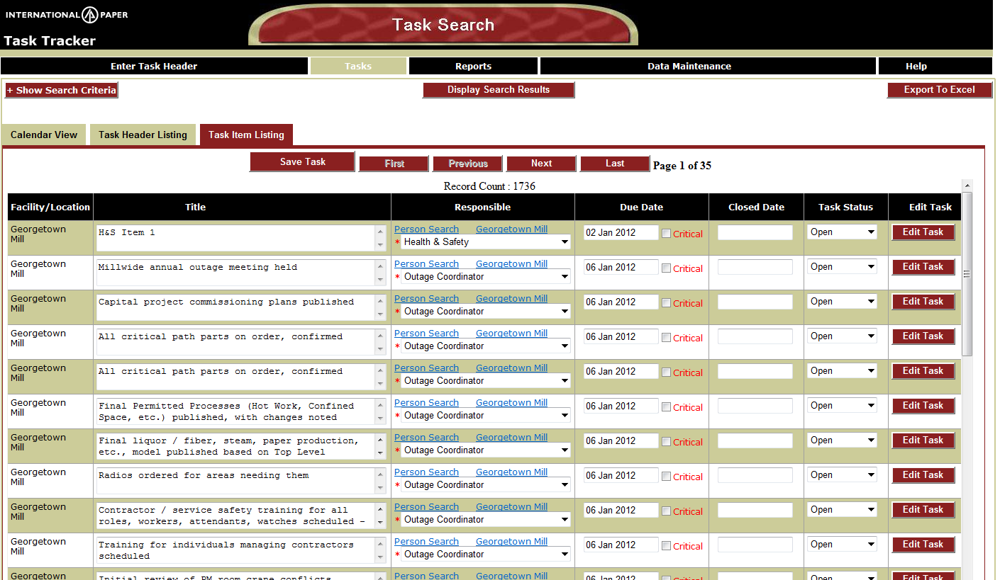 INTERNATIONAL PAPER
Task Tracker
Task Search
Enter Task Header Tasks Reports Data Maintenance Help
+ Show Search Criteria Display Search Results Export To Excel
Calendar View Task Header Listing Task Item Listing
Save Task First Previous Next Last Page 1 of 35
Record Count : 1736
Facility/Location Title Responsible Due Date Closed Date Task Status Edit Task
Georgetown Mill H&S Item 1 Person Search Georgetown Mill * Health & Safety 02 Jan 2012 Critical Open Edit Task
Georgetown Mill Millwide annual outage meeting held Person Search Georgetown Mill * Outage Coordinator 06 Jan 2012 Critical Open Edit Task
Georgetown Mill Capital project commissioning plans published Person Search Georgetown Mill * Outage Coordinator 06 Jan 2012 Critical Open Edit Task
Georgetown Mill All critical path parts on order, confirmed Person Search Georgetown Mill * Outage Coordinator 06 Jan 2012 Critical Open Edit Task
Georgetown Mill All critical path parts on order, confirmed Person Search Georgetown Mill * Outage Coordinator 06 Jan 2012 Critical Open Edit Task
Georgetown Mill Final Permitted Processes (Hot Work, Confined Space, etc.) published, with changes noted Person Search Georgetown Mill * Outage Coordinator 06 Jan 2012 Critical Open Edit Task
Georgetown Mill Final liquor / fiber, steam, paper production, etc., model published based on Top Level Person Search Georgetown Mill * Outage Coordinator 06 Jan 2012 Critical Open Edit Task
Georgetown Mill Radios ordered for areas needing them Person Search Georgetown Mill * Outage Coordinator 06 Jan 2012 Critical Open Edit Task
Georgetown Mill Contractor / service safety training for all roles, workers, attendants, watches scheduled - Person Search Georgetown Mill * Outage Coordinator 06 Jan 2012 Critical Open Edit Task
Georgetown Mill Training for individuals managing contractors scheduled Person Search Georgetown Mill * Outage Coordinator 06 Jan 2012 Critical Open Edit Task
Georgetown Initial review of PM room crane conflicts Person Search Georgetown Mill 06 Jan 2012 Critical Open Edit Task